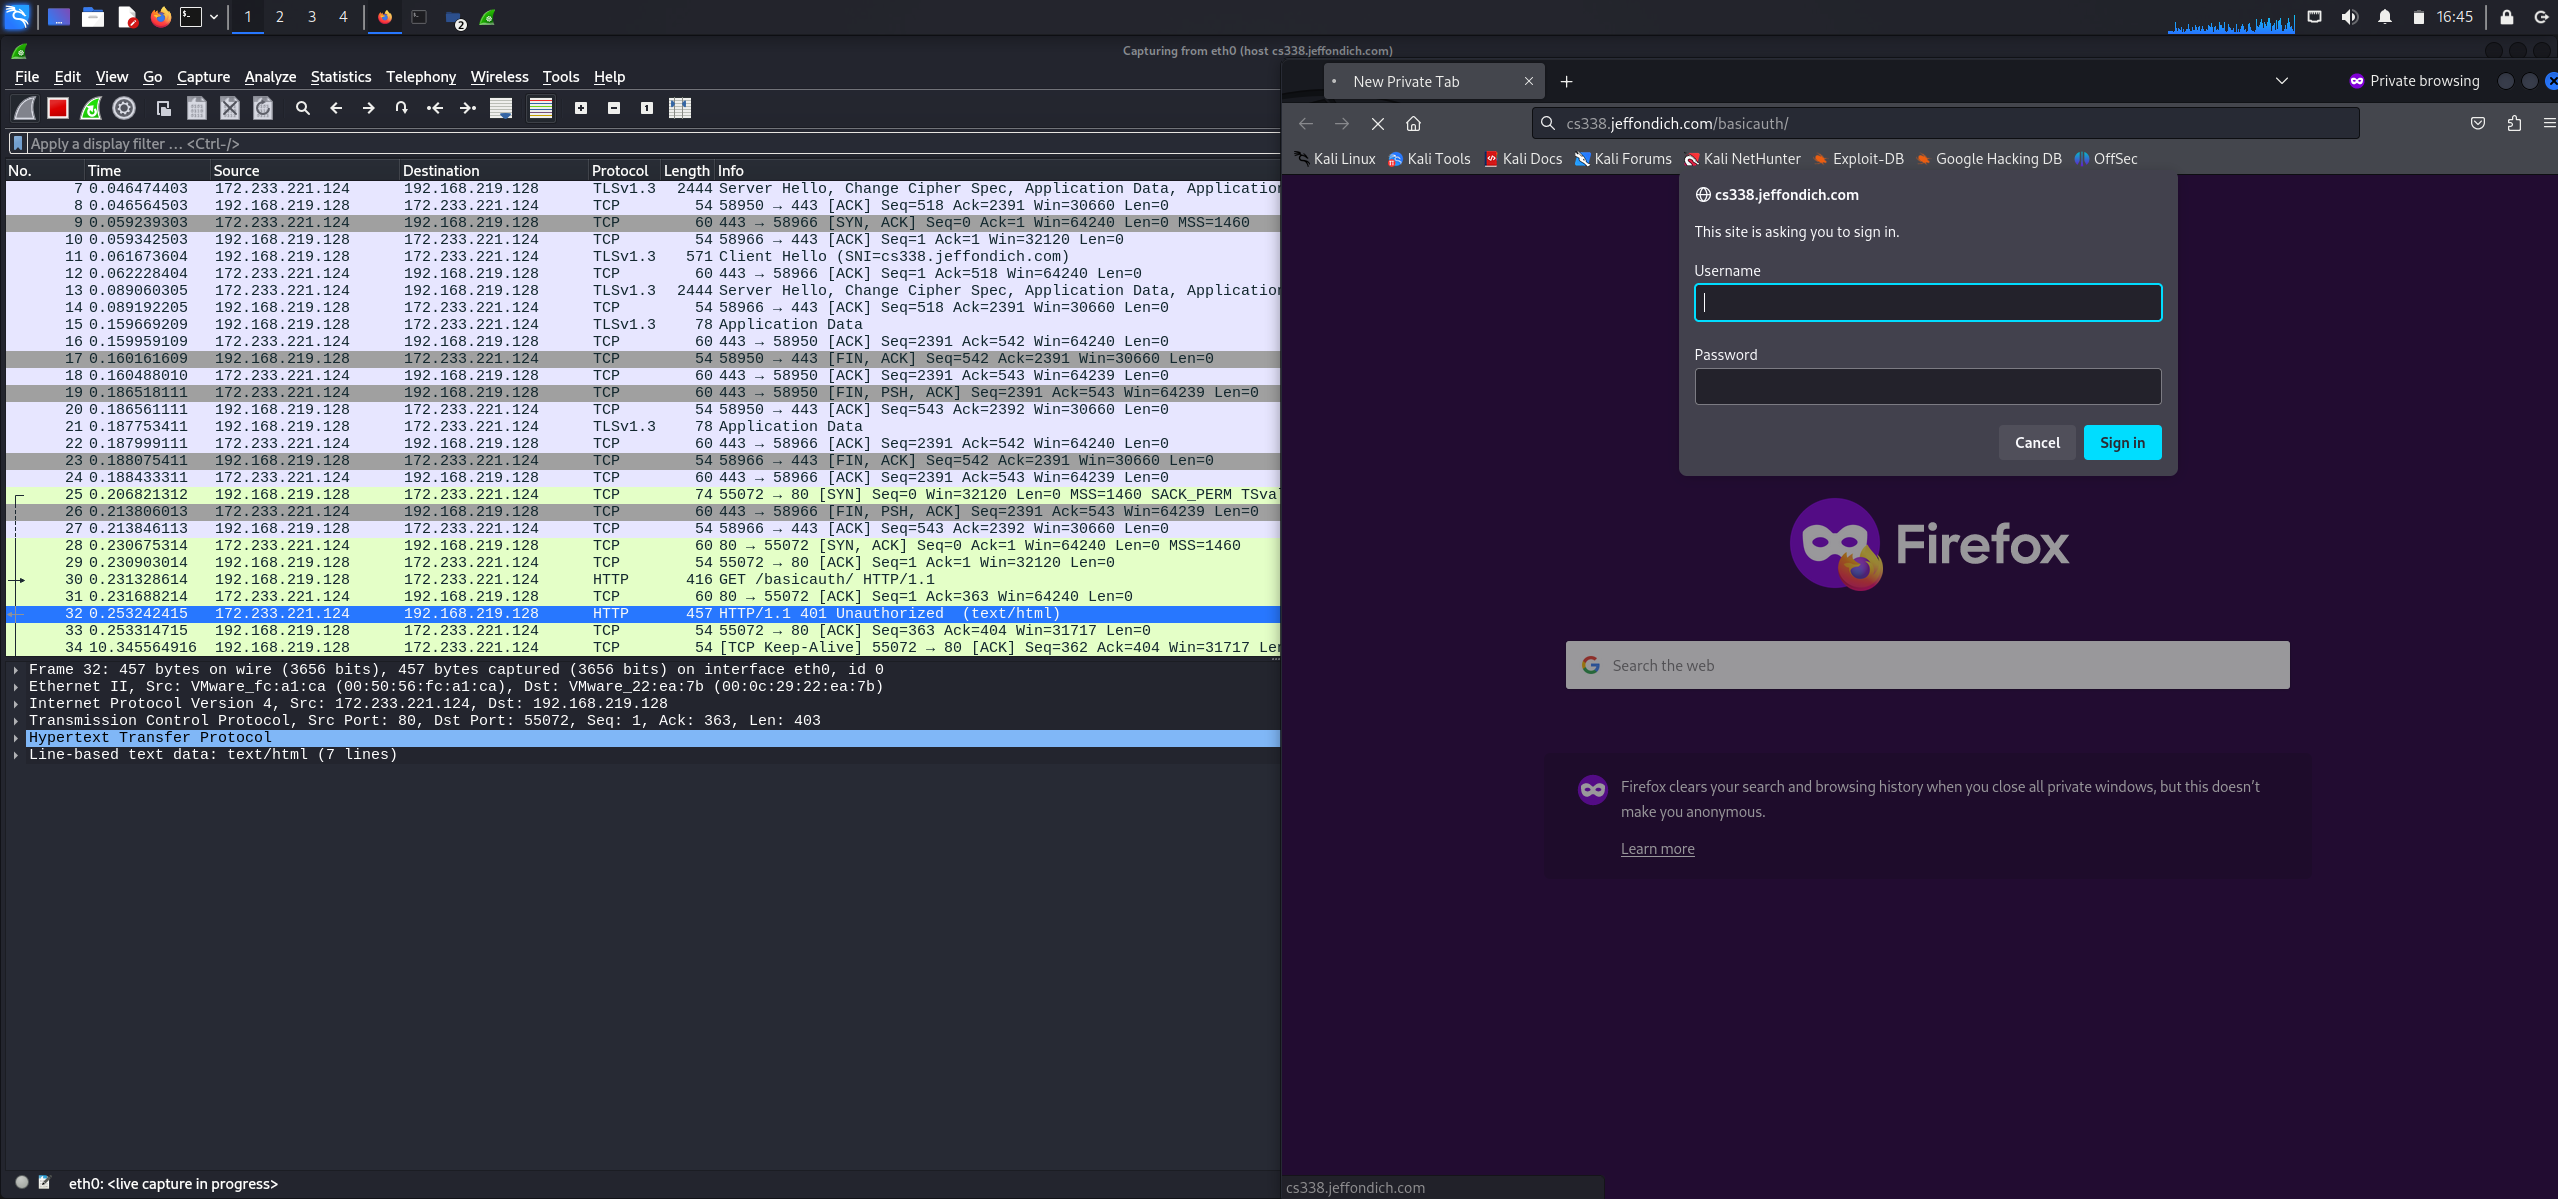 1 2 3 4 2 16:45
Capturing from eth0 (host cs338.jeffondich.com)
File Edit View Go Capture Analyze Statistics Telephony Wireless Tools Help
Apply a display filter … <Ctrl-/>
No. Time Source Destination Protocol Length Info
7 0.046474403 172.233.221.124 192.168.219.128 TLSv1.3 2444 Server Hello, Change Cipher Spec, Application Data, Application
8 0.046564503 192.168.219.128 172.233.221.124 TCP 54 58950 → 443 [ACK] Seq=518 Ack=2391 Win=30660 Len=0
9 0.059239303 172.233.221.124 192.168.219.128 TCP 60 443 → 58966 [SYN, ACK] Seq=0 Ack=1 Win=64240 Len=0 MSS=1460
10 0.059342503 192.168.219.128 172.233.221.124 TCP 54 58966 → 443 [ACK] Seq=1 Ack=1 Win=32120 Len=0
11 0.061673604 192.168.219.128 172.233.221.124 TLSv1.3 571 Client Hello (SNI=cs338.jeffondich.com)
12 0.062228404 172.233.221.124 192.168.219.128 TCP 60 443 → 58966 [ACK] Seq=1 Ack=518 Win=64240 Len=0
13 0.089060305 172.233.221.124 192.168.219.128 TLSv1.3 2444 Server Hello, Change Cipher Spec, Application Data, Application
14 0.089192205 192.168.219.128 172.233.221.124 TCP 54 58966 → 443 [ACK] Seq=518 Ack=2391 Win=30660 Len=0
15 0.159669209 192.168.219.128 172.233.221.124 TLSv1.3 78 Application Data
16 0.159959109 172.233.221.124 192.168.219.128 TCP 60 443 → 58950 [ACK] Seq=2391 Ack=542 Win=64240 Len=0
17 0.160161609 192.168.219.128 172.233.221.124 TCP 54 58950 → 443 [FIN, ACK] Seq=542 Ack=2391 Win=30660 Len=0
18 0.160488010 172.233.221.124 192.168.219.128 TCP 60 443 → 58950 [ACK] Seq=2391 Ack=543 Win=64239 Len=0
19 0.186518111 172.233.221.124 192.168.219.128 TCP 60 443 → 58950 [FIN, PSH, ACK] Seq=2391 Ack=543 Win=64239 Len=0
20 0.186561111 192.168.219.128 172.233.221.124 TCP 54 58950 → 443 [ACK] Seq=543 Ack=2392 Win=30660 Len=0
21 0.187753411 192.168.219.128 172.233.221.124 TLSv1.3 78 Application Data
22 0.187999111 172.233.221.124 192.168.219.128 TCP 60 443 → 58966 [ACK] Seq=2391 Ack=542 Win=64240 Len=0
23 0.188075411 192.168.219.128 172.233.221.124 TCP 54 58966 → 443 [FIN, ACK] Seq=542 Ack=2391 Win=30660 Len=0
24 0.188433311 172.233.221.124 192.168.219.128 TCP 60 443 → 58966 [ACK] Seq=2391 Ack=543 Win=64239 Len=0
25 0.206821312 192.168.219.128 172.233.221.124 TCP 74 55072 → 80 [SYN] Seq=0 Win=32120 Len=0 MSS=1460 SACK_PERM TSval
26 0.213806013 172.233.221.124 192.168.219.128 TCP 60 443 → 58966 [FIN, PSH, ACK] Seq=2391 Ack=543 Win=64239 Len=0
27 0.213846113 192.168.219.128 172.233.221.124 TCP 54 58966 → 443 [ACK] Seq=543 Ack=2392 Win=30660 Len=0
28 0.230675314 172.233.221.124 192.168.219.128 TCP 60 80 → 55072 [SYN, ACK] Seq=0 Ack=1 Win=64240 Len=0 MSS=1460
29 0.230903014 192.168.219.128 172.233.221.124 TCP 54 55072 → 80 [ACK] Seq=1 Ack=1 Win=32120 Len=0
30 0.231328614 192.168.219.128 172.233.221.124 HTTP 416 GET /basicauth/ HTTP/1.1
31 0.231688214 172.233.221.124 192.168.219.128 TCP 60 80 → 55072 [ACK] Seq=1 Ack=363 Win=64240 Len=0
32 0.253242415 172.233.221.124 192.168.219.128 HTTP 457 HTTP/1.1 401 Unauthorized (text/html)
33 0.253314715 192.168.219.128 172.233.221.124 TCP 54 55072 → 80 [ACK] Seq=363 Ack=404 Win=31717 Len=0
34 10.345564916 192.168.219.128 172.233.221.124 TCP 54 [TCP Keep-Alive] 55072 → 80 [ACK] Seq=362 Ack=404 Win=31717 Len
Frame 32: 457 bytes on wire (3656 bits), 457 bytes captured (3656 bits) on interface eth0, id 0
Ethernet II, Src: VMware_fc:a1:ca (00:50:56:fc:a1:ca), Dst: VMware_22:ea:7b (00:0c:29:22:ea:7b)
Internet Protocol Version 4, Src: 172.233.221.124, Dst: 192.168.219.128
Transmission Control Protocol, Src Port: 80, Dst Port: 55072, Seq: 1, Ack: 363, Len: 403
Hypertext Transfer Protocol
Line-based text data: text/html (7 lines)
eth0: <live capture in progress>
New Private Tab
Private browsing
cs338.jeffondich.com/basicauth/
Kali Linux Kali Tools Kali Docs Kali Forums Kali NetHunter Exploit-DB Google Hacking DB OffSec
cs338.jeffondich.com
This site is asking you to sign in.
Username
Password
Cancel Sign in
Firefox
Search the web
Firefox clears your search and browsing history when you close all private windows, but this doesn't
make you anonymous.
Learn more
cs338.jeffondich.com